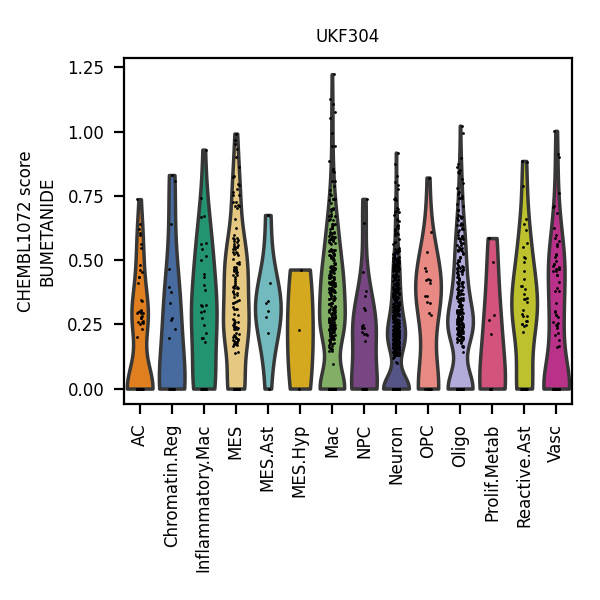 UKF304
CHEMBL1072 score
BUMETANIDE
1.25
1.00
0.75
0.50
0.25
0.00
AC
Chromatin.Reg
Inflammatory.Mac
MES
MES.Ast
MES.Hyp
Mac
NPC
Neuron
OPC
Oligo
Prolif.Metab
Reactive.Ast
Vasc